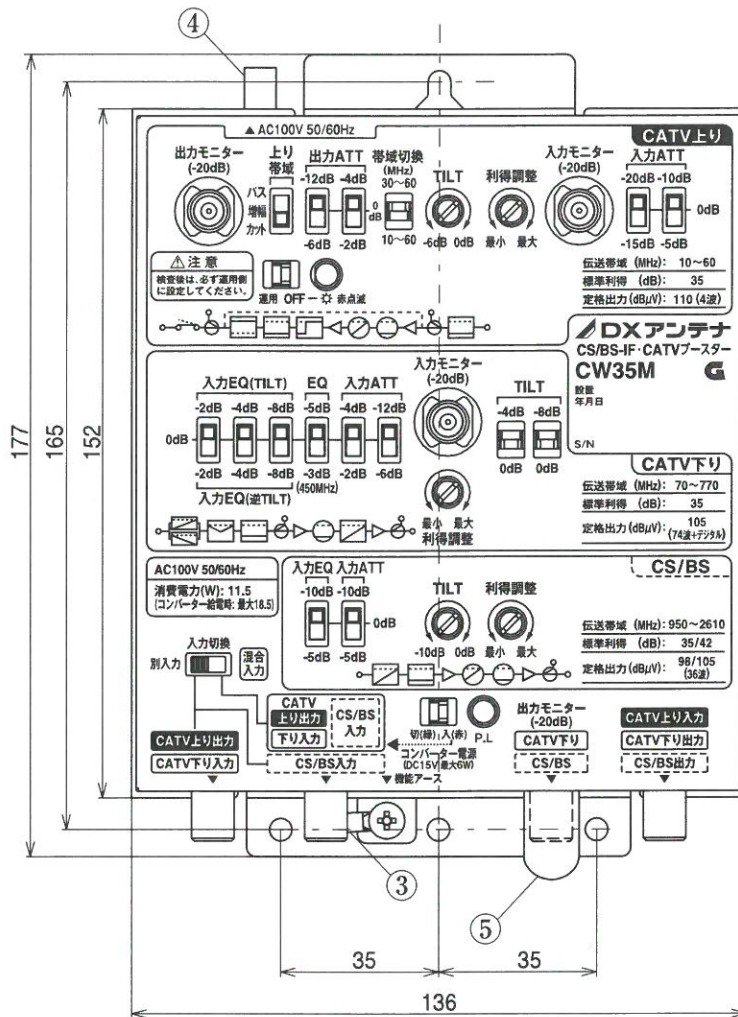 ④
▲ AC100V 50/60Hz
CATV上り
出力モニター
(-20dB)
上り
帯域
パス
増幅
カット
出力ATT
-12dB -4dB
0
dB
-6dB -2dB
帯域切換
(MHz)
30〜60
10〜60
TILT
-6dB 0dB
利得調整
最小 最大
入力モニター
(-20dB)
入力ATT
-20dB -10dB
0dB
-15dB -5dB
⚠注意
検査後は、必ず運用側
に設定してください。
運用 OFF 赤点滅
伝送帯域 (MHz): 10〜60
標準利得 (dB): 35
定格出力 (dBμV): 110 (4波)
DXアンテナ
CS/BS-IF・CATVブースター
CW35M G
設置
年月日
S/N
入力EQ(TILT)
-2dB -4dB -8dB
0dB
-2dB -4dB -8dB
入力EQ(逆TILT)
EQ
-5dB
-3dB
(450MHz)
入力ATT
-4dB -12dB
-2dB -6dB
入力モニター
(-20dB)
TILT
-4dB -8dB
0dB 0dB
最小 最大
利得調整
CATV下り
伝送帯域 (MHz): 70〜770
標準利得 (dB): 35
定格出力(dBμV): 105
(74波+デジタル)
AC100V 50/60Hz
消費電力(W): 11.5
(コンバーター給電時: 最大18.5)
CS/BS
入力EQ 入力ATT
-10dB -10dB
0dB
-5dB -5dB
TILT
-10dB 0dB
利得調整
最小 最大
伝送帯域 (MHz): 950〜2610
標準利得 (dB): 35/42
定格出力(dBμV): 98/105
(36波)
入力切換
別入力
混合
入力
CATV
上り出力
下り入力
CS/BS
入力
切(緑) 入(赤) P.L
コンバーター電源
(DC15V 最大6W)
出力モニター
(-20dB)
CATV下り
CS/BS
CATV上り出力
CATV下り入力
CS/BS入力
機能アース
CATV上り入力
CATV下り出力
CS/BS出力
177
165
152
③
⑤
35
35
136